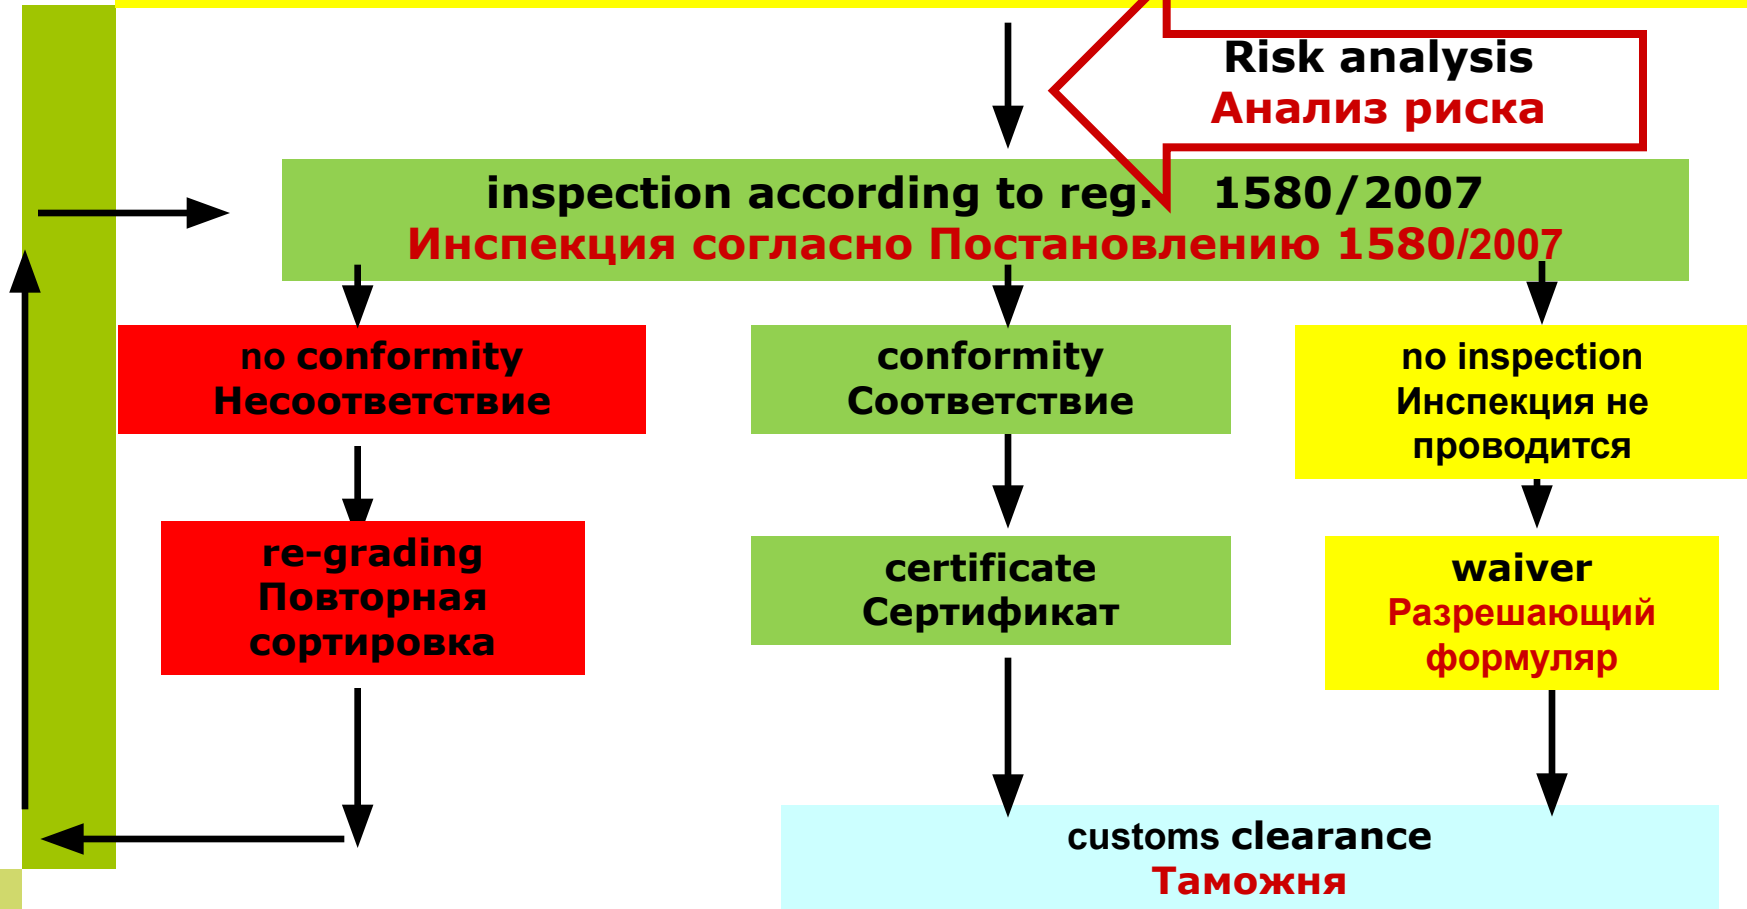 Risk analysis
Анализ риска
inspection according to reg. 1580/2007
Инспекция согласно Постановлению 1580/2007
no conformity
Несоответствие
conformity
Соответствие
no inspection
Инспекция не
проводится
re-grading
Повторная
сортировка
certificate
Сертификат
waiver
Разрешающий
формуляр
customs clearance
Таможня